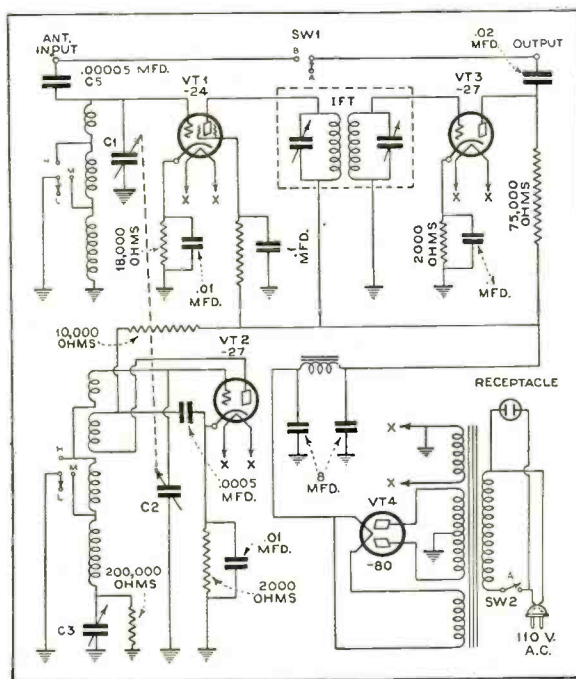 ANT.
INPUT
.00005 MFD.
C5
SW1
B
A
.02
MFD.
OUTPUT
VT1
-24
IFT
VT3
-27
C1
H
M
L
X
X
X
X
18,000
OHMS
.01
MFD.
MFD.
2000
OHMS
MFD.
75,000
OHMS
10,000
OHMS
VT2
-27
RECEPTACLE
X
X
X
X
H
M
L
.0005
MFD.
C2
8
MFD.
VT4
-80
.01
MFD.
2000
OHMS
200,000
OHMS
C3
A
SW2
110 V.
A.C.